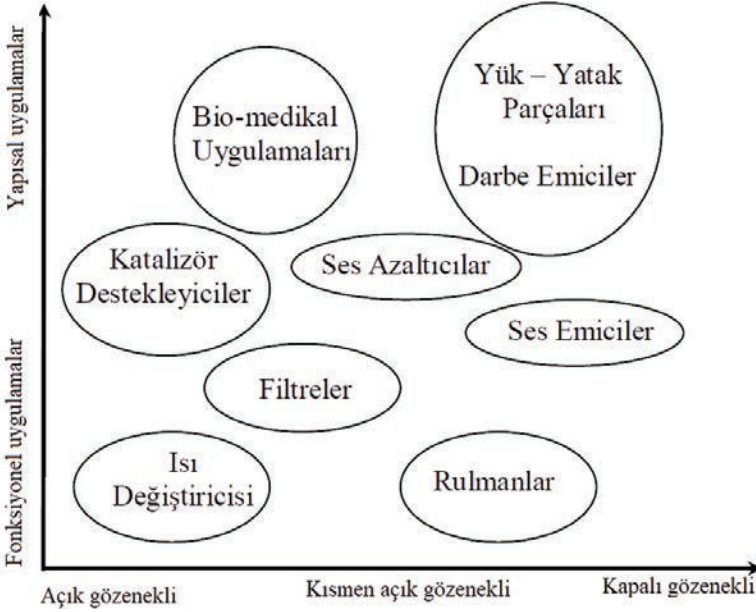 Yapısal uygulamalar
Fonksiyonel uygulamalar
Bio-medikal
Uygulamaları
Yük – Yatak
Parçaları
Darbe Emiciler
Katalizör
Destekleyiciler
Ses Azaltıcılar
Ses Emiciler
Filtreler
Isı
Değiştiricisi
Rulmanlar
Açık gözenekli
Kısmen açık gözenekli
Kapalı gözenekli